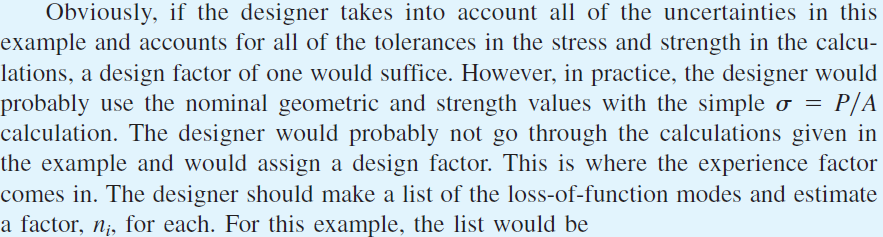 Obviously, if the designer takes into account all of the uncertainties in this
example and accounts for all of the tolerances in the stress and strength in the calcu-
lations, a design factor of one would suffice. However, in practice, the designer would
probably use the nominal geometric and strength values with the simple σ = P/A
calculation. The designer would probably not go through the calculations given in
the example and would assign a design factor. This is where the experience factor
comes in. The designer should make a list of the loss-of-function modes and estimate
a factor, nᵢ, for each. For this example, the list would be